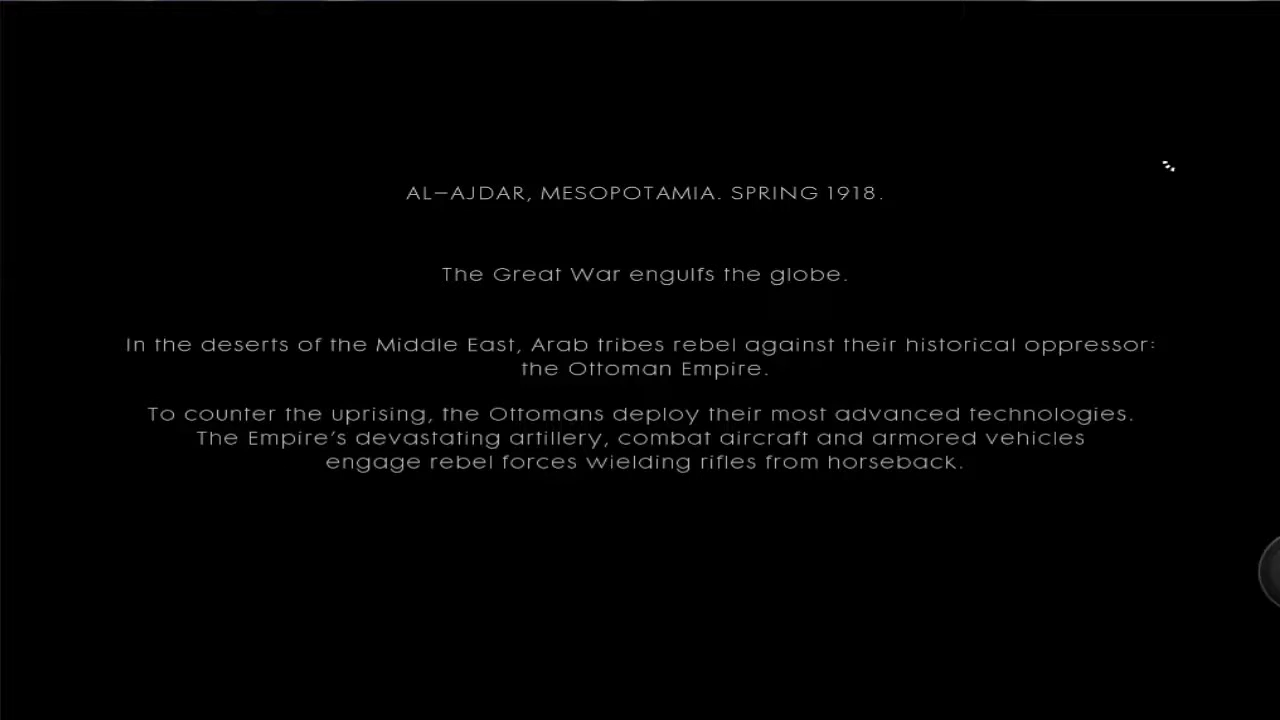 AL–AJDAR, MESOPOTAMIA. SPRING 1918.
The Great War engulfs the globe.
In the deserts of the Middle East, Arab tribes rebel against their historical oppressor:
the Ottoman Empire.
To counter the uprising, the Ottomans deploy their most advanced technologies.
The Empire's devastating artillery, combat aircraft and armored vehicles
engage rebel forces wielding rifles from horseback.